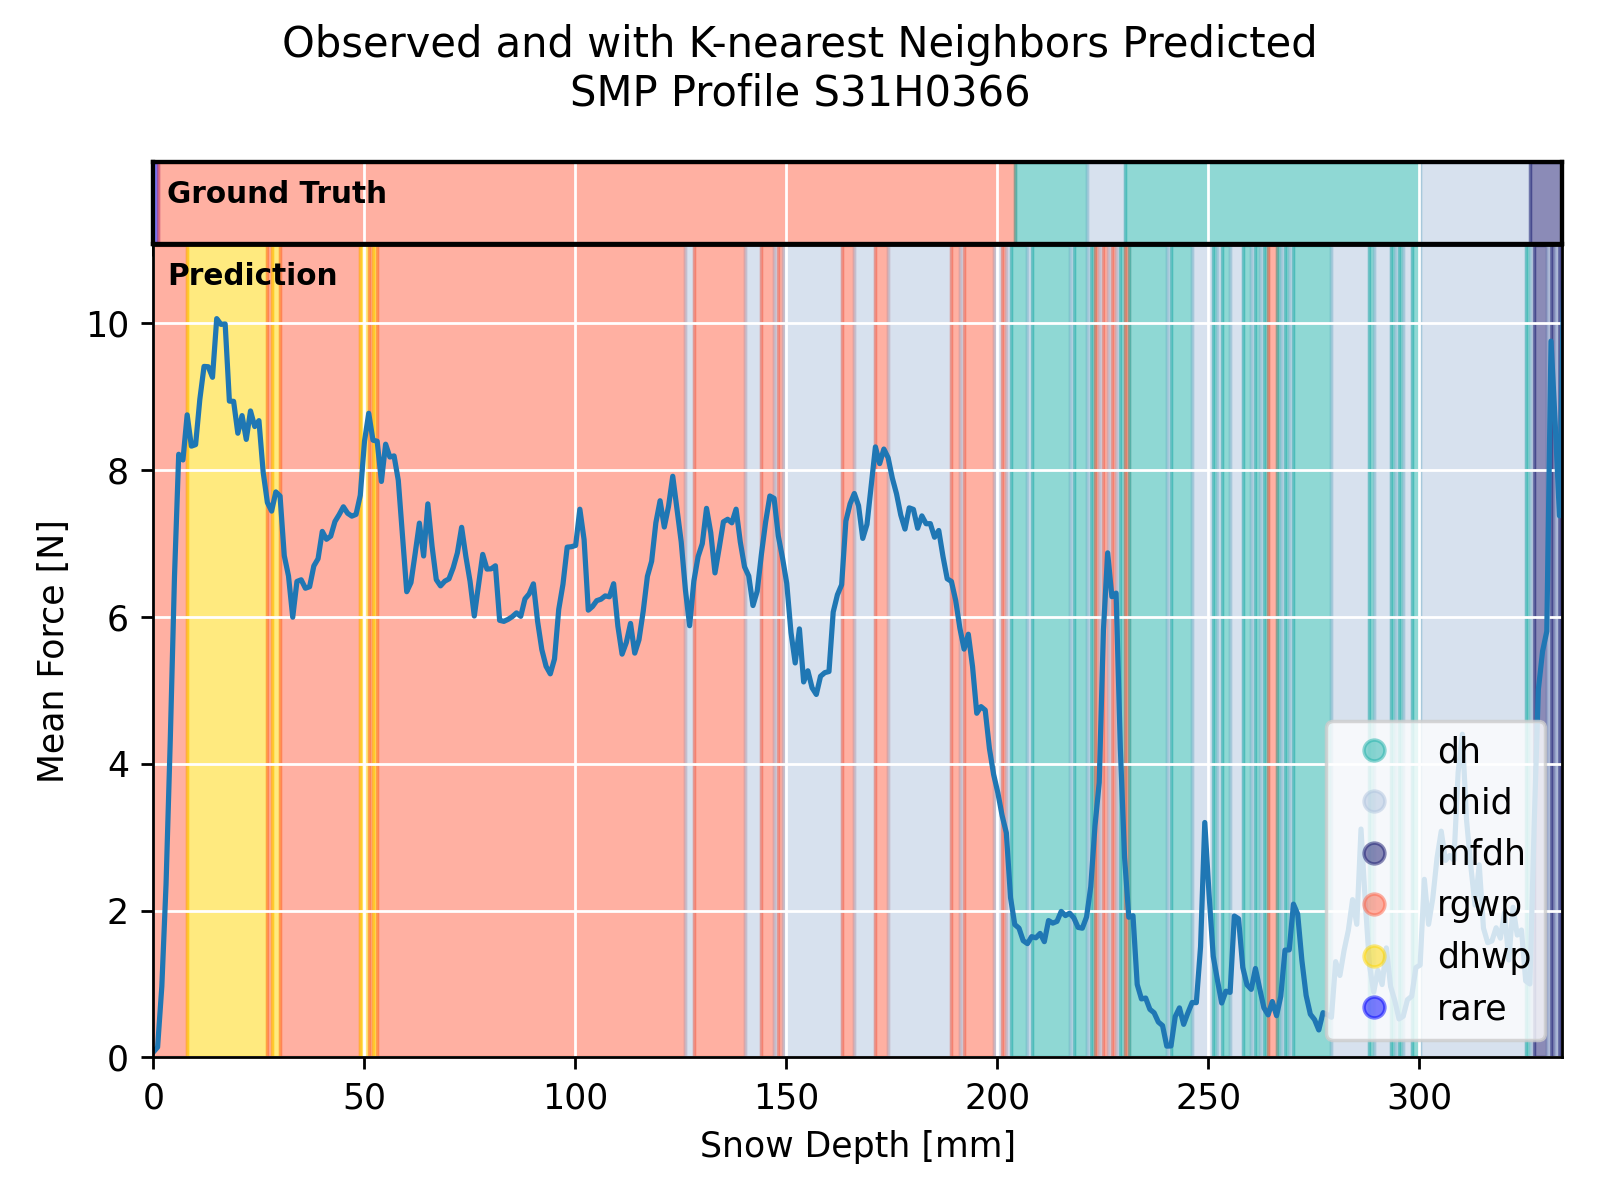 Observed and with K-nearest Neighbors Predicted
SMP Profile S31H0366
Ground Truth
Prediction
10
8
6
4
2
0
Mean Force [N]
0 50 100 150 200 250 300
Snow Depth [mm]
dh
dhid
mfdh
rgwp
dhwp
rare